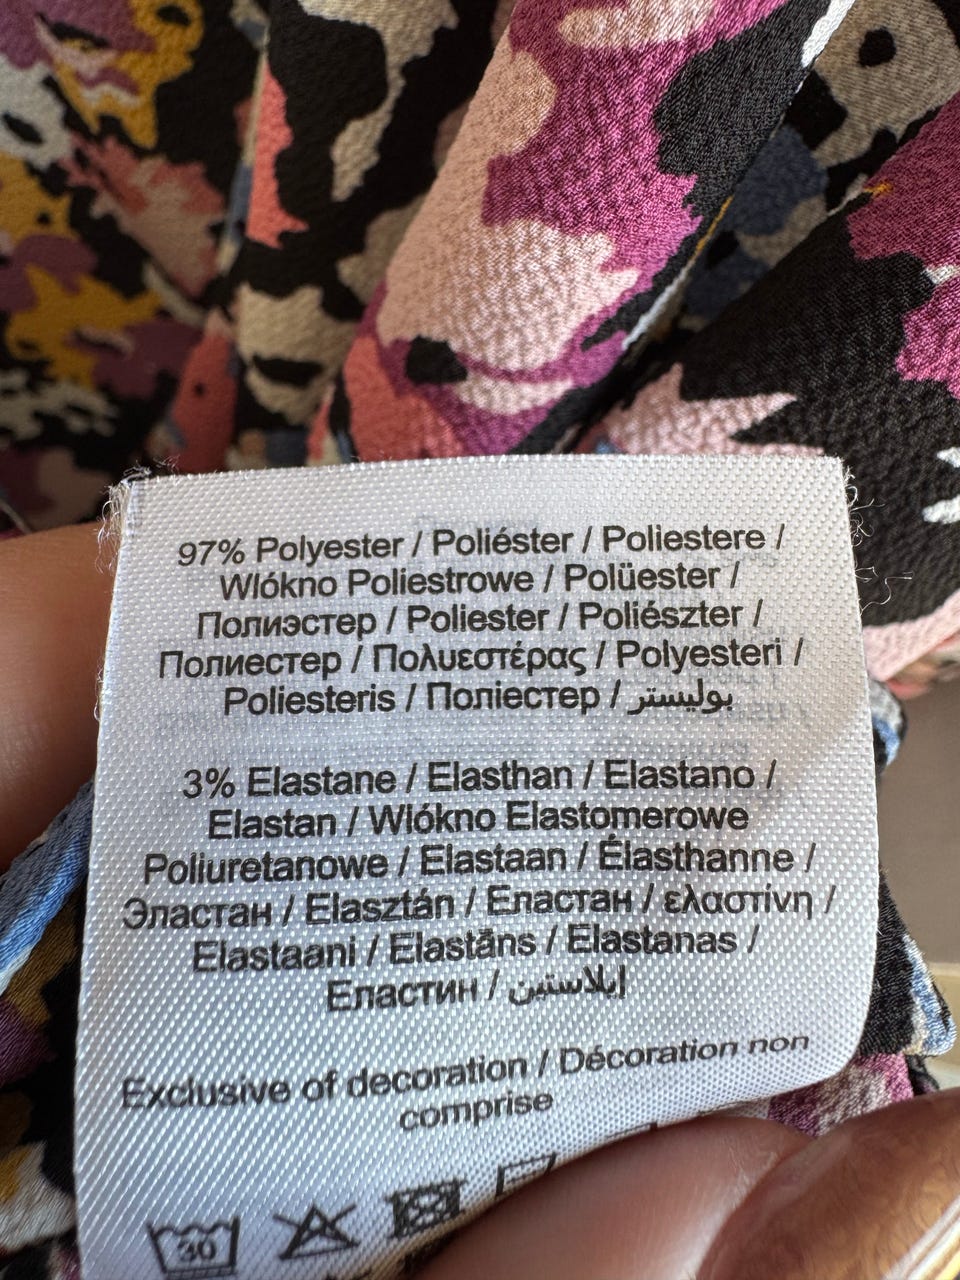 97% Polyester / Poliéster / Poliestere /
Wlókno Poliestrowe / Polüester /
Полиэстер / Poliester / Poliészter /
Полиестер / Πολυεστέρας / Polyesteri /
Poliesteris / Поліестер / بوليستر
3% Elastane / Elasthan / Elastano /
Elastan / Wlókno Elastomerowe
Poliuretanowe / Elastaan / Élasthanne /
Эластан / Elasztán / Еластан / ελαστίνη /
Elastaani / Elastāns / Elastanas /
Еластин / إيلاستين
Exclusive of decoration / Décoration non
comprise
30